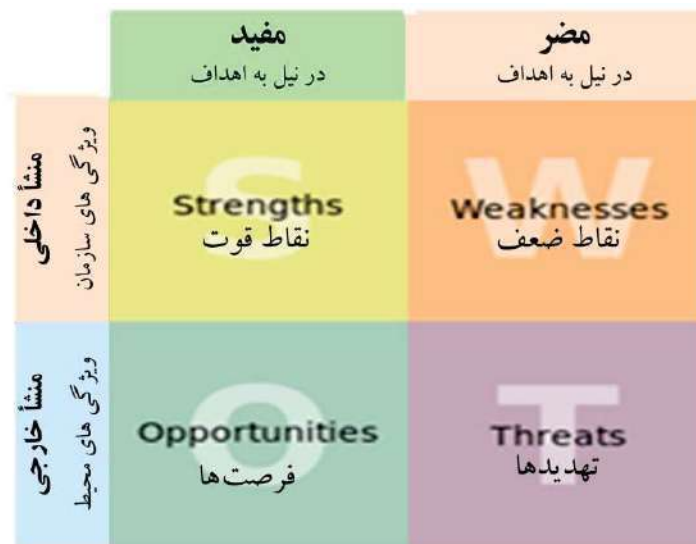 مفید
در نیل به اهداف
مضر
در نیل به اهداف
منشأ داخلی
ویژگی های سازمان
S
Strengths
نقاط قوت
W
Weaknesses
نقاط ضعف
منشأ خارجی
ویژگی های محیط
O
Opportunities
فرصت‌ها
T
Threats
تهدیدها